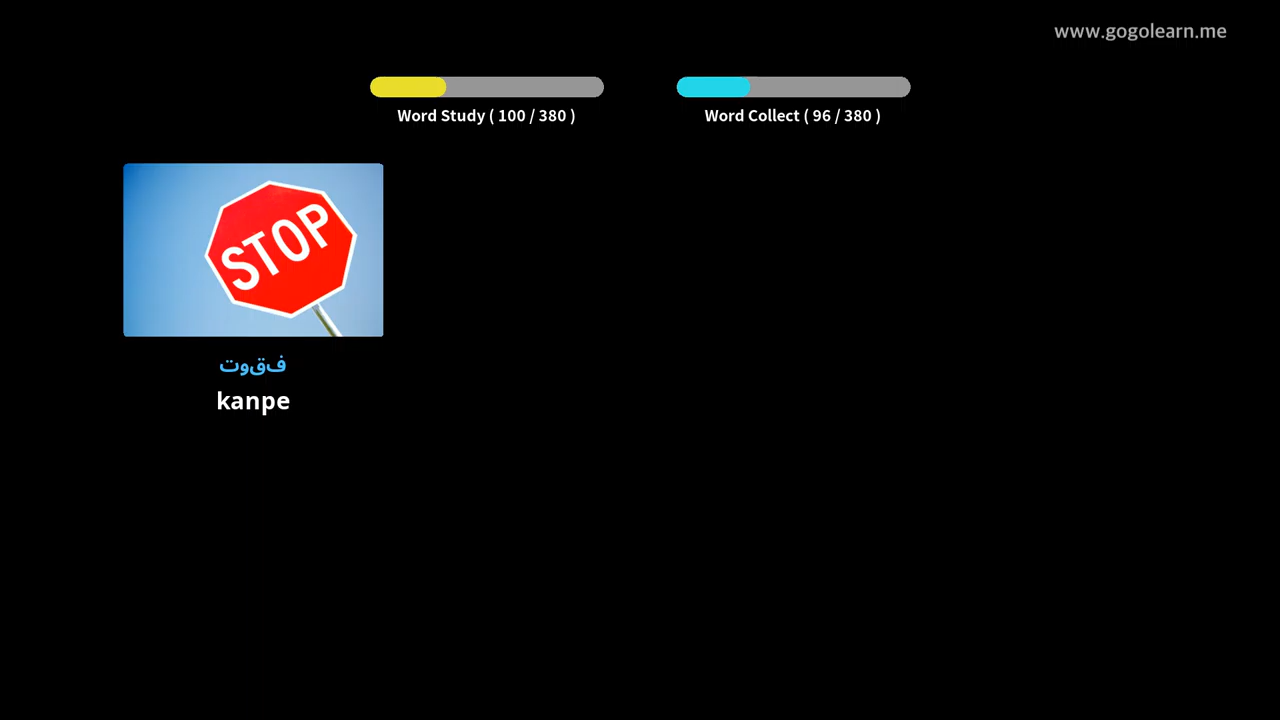 www.gogolearn.me
Word Study ( 100 / 380 )
Word Collect ( 96 / 380 )
STOP
فقوت
kanpe